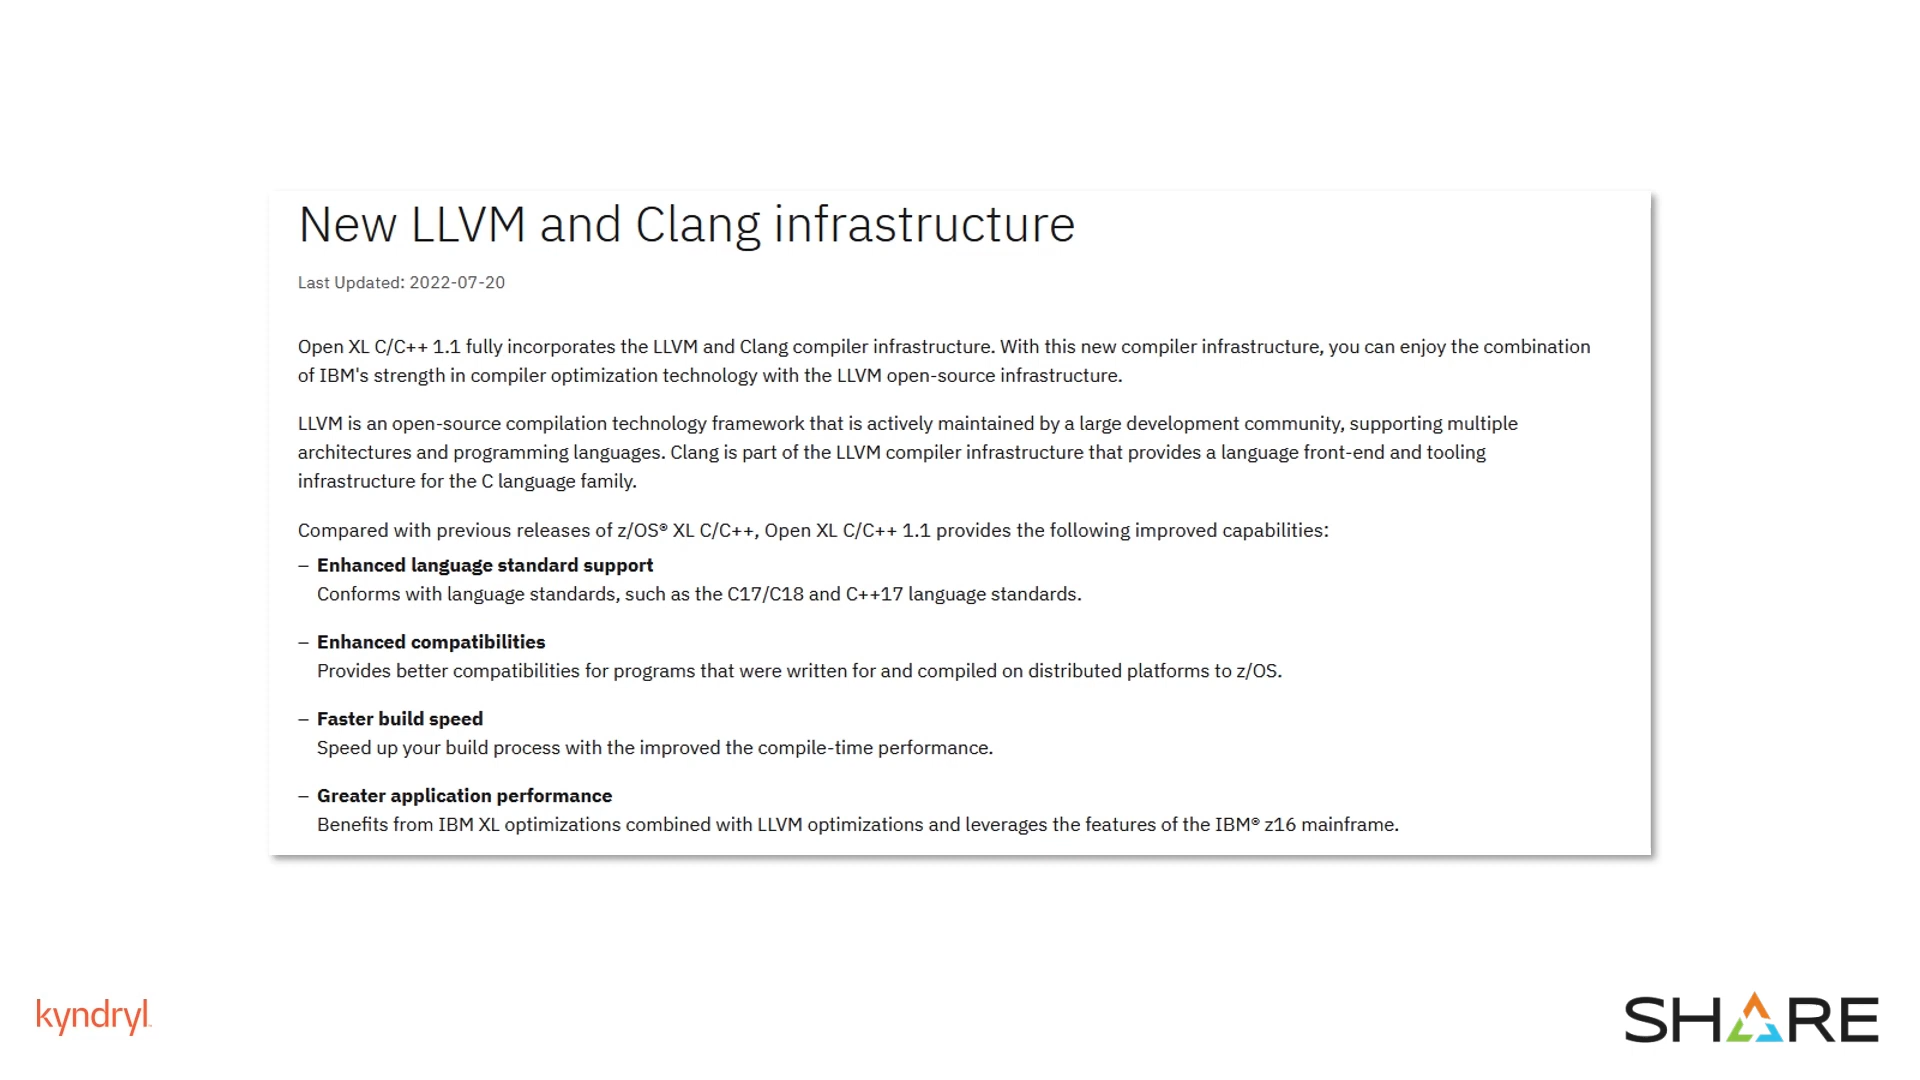 New LLVM and Clang infrastructure
Last Updated: 2022-07-20
Open XL C/C++ 1.1 fully incorporates the LLVM and Clang compiler infrastructure. With this new compiler infrastructure, you can enjoy the combination
of IBM's strength in compiler optimization technology with the LLVM open-source infrastructure.
LLVM is an open-source compilation technology framework that is actively maintained by a large development community, supporting multiple
architectures and programming languages. Clang is part of the LLVM compiler infrastructure that provides a language front-end and tooling
infrastructure for the C language family.
Compared with previous releases of z/OS® XL C/C++, Open XL C/C++ 1.1 provides the following improved capabilities:
– Enhanced language standard support
Conforms with language standards, such as the C17/C18 and C++17 language standards.
– Enhanced compatibilities
Provides better compatibilities for programs that were written for and compiled on distributed platforms to z/OS.
– Faster build speed
Speed up your build process with the improved the compile-time performance.
– Greater application performance
Benefits from IBM XL optimizations combined with LLVM optimizations and leverages the features of the IBM® z16 mainframe.
kyndryl
SHARE